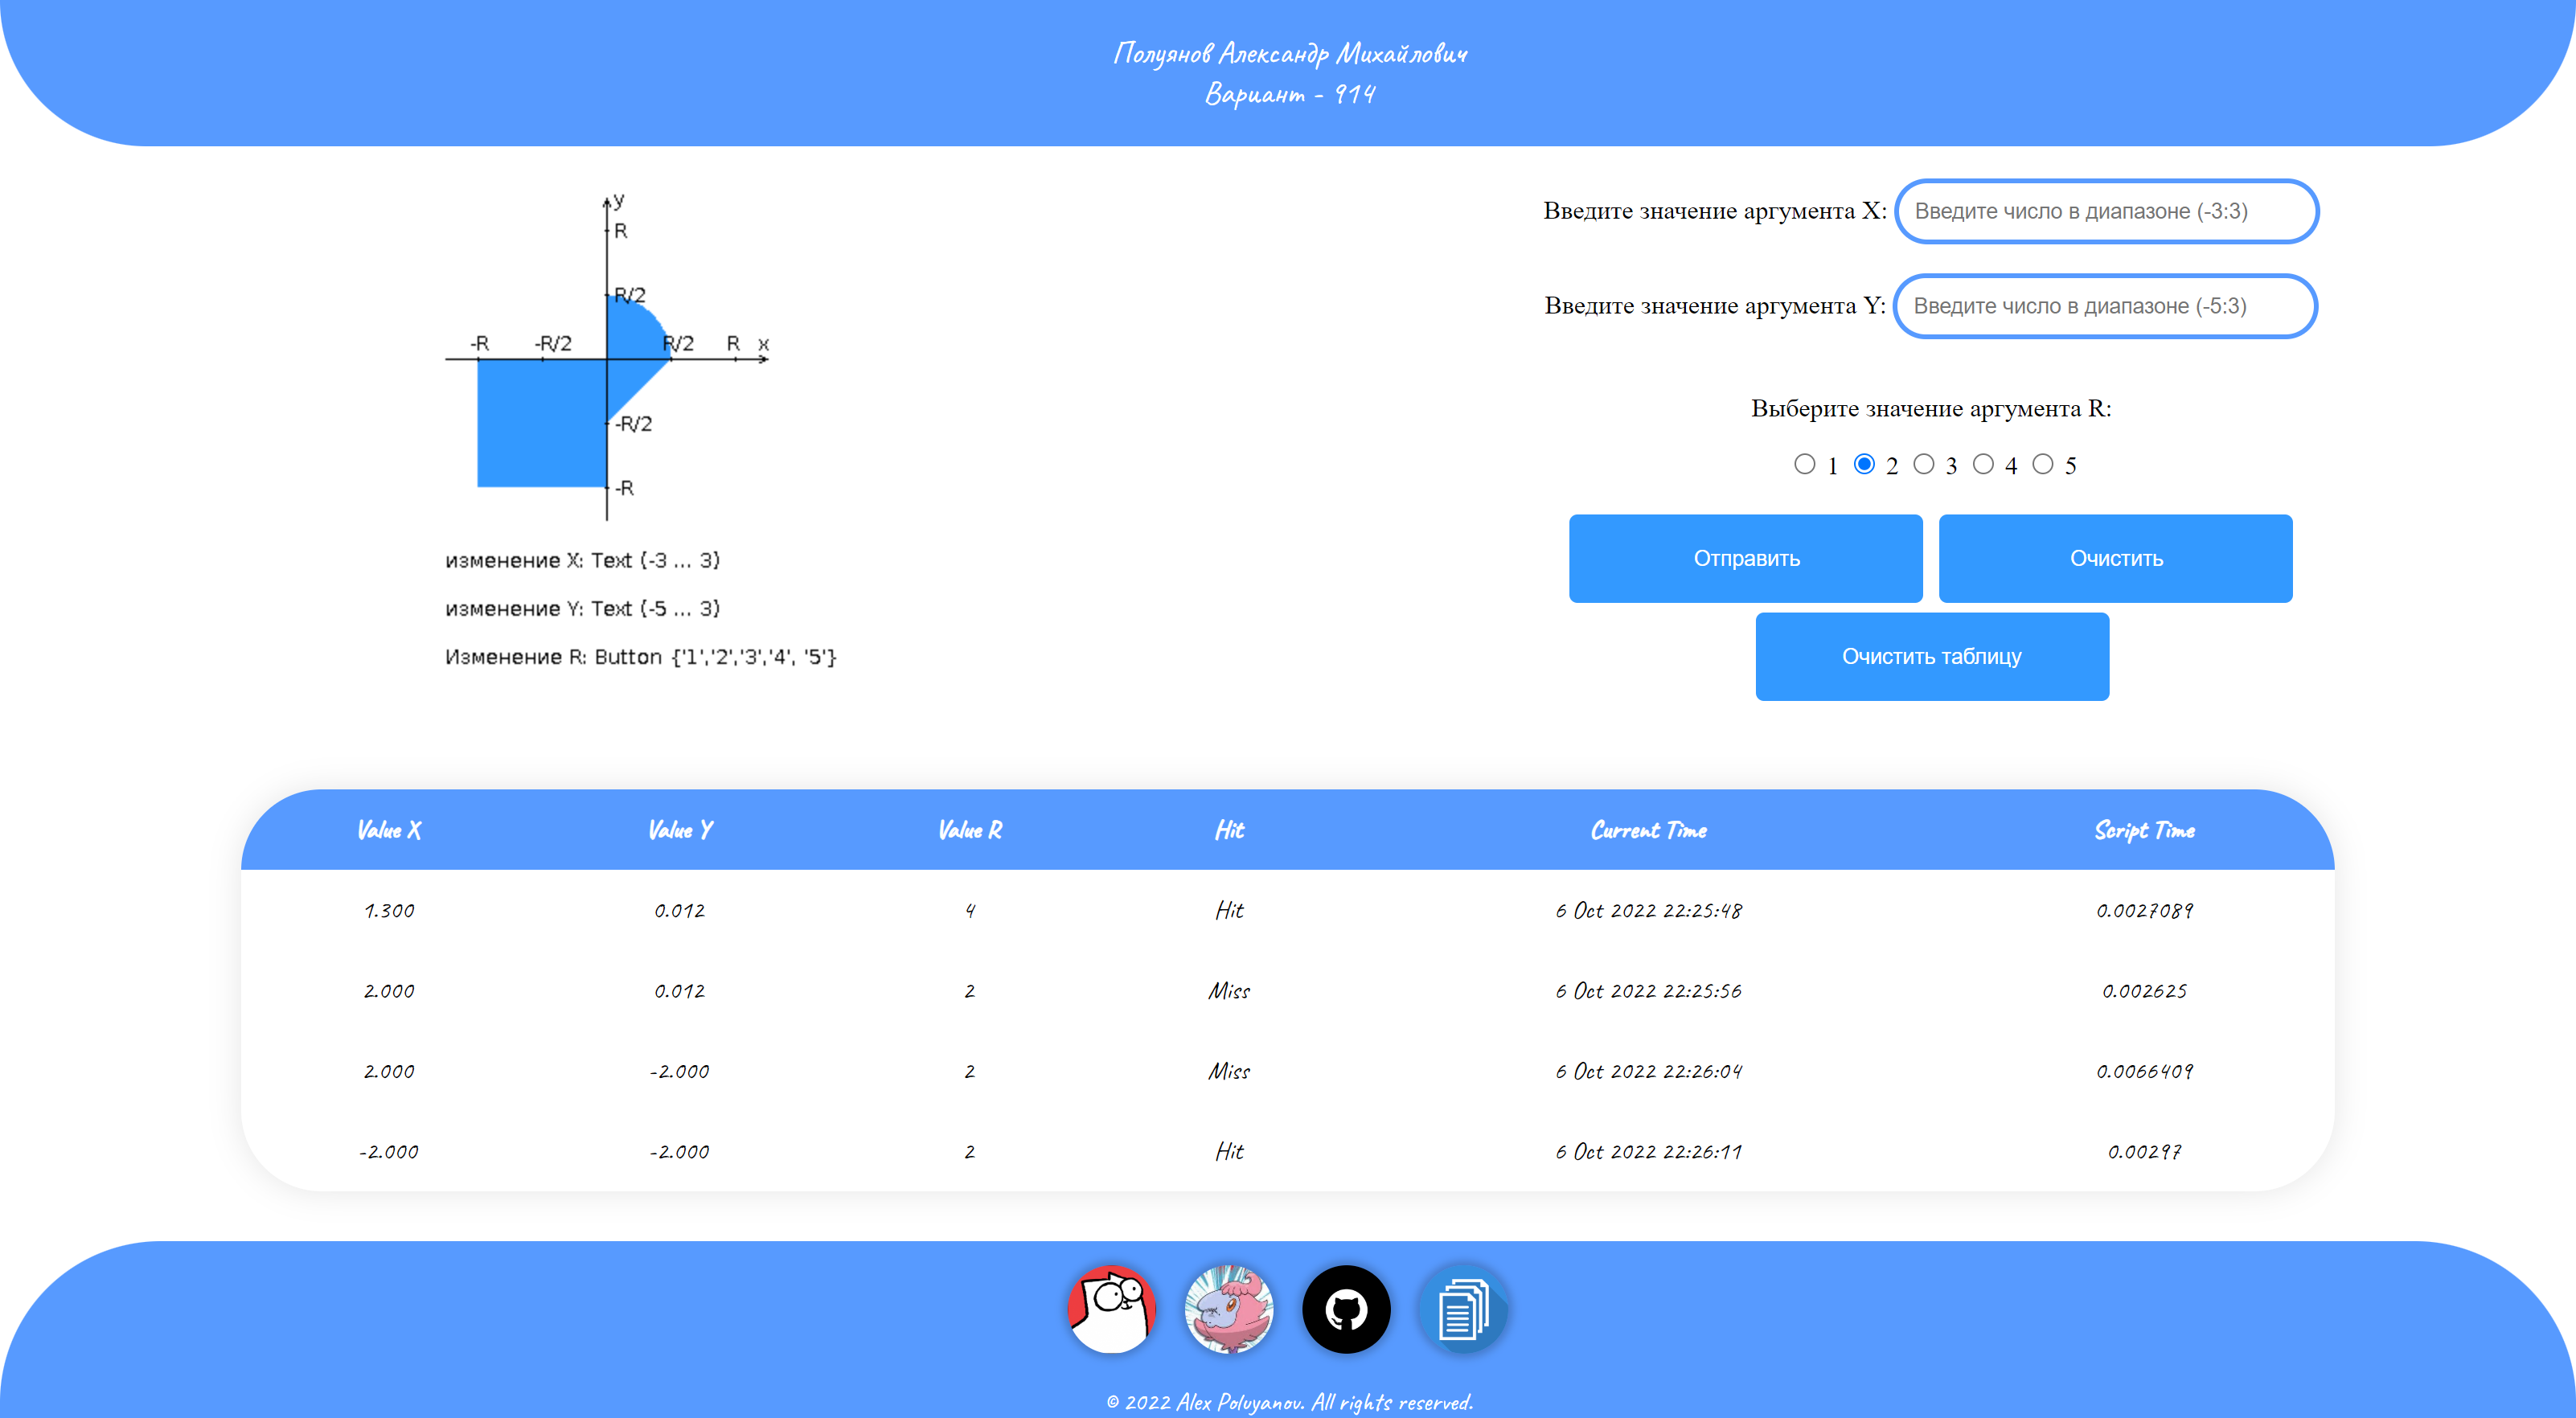 Полуянов Александр Михайлович
Вариант - 914
y
R
R/2
-R -R/2 R/2 R x
-R/2
-R
изменение X: Text (-3 ... 3)
изменение Y: Text (-5 ... 3)
Изменение R: Button {'1','2','3','4', '5'}
Введите значение аргумента X: Введите число в диапазоне (-3:3)
Введите значение аргумента Y: Введите число в диапазоне (-5:3)
Выберите значение аргумента R:
1 2 3 4 5
Отправить Очистить
Очистить таблицу
Value X Value Y Value R Hit Current Time Script Time
1.300 0.012 4 Hit 6 Oct 2022 22:25:48 0.0027089
2.000 0.012 2 Miss 6 Oct 2022 22:25:56 0.002625
2.000 -2.000 2 Miss 6 Oct 2022 22:26:04 0.0066409
-2.000 -2.000 2 Hit 6 Oct 2022 22:26:11 0.00297
© 2022 Alex Poluyanov. All rights reserved.